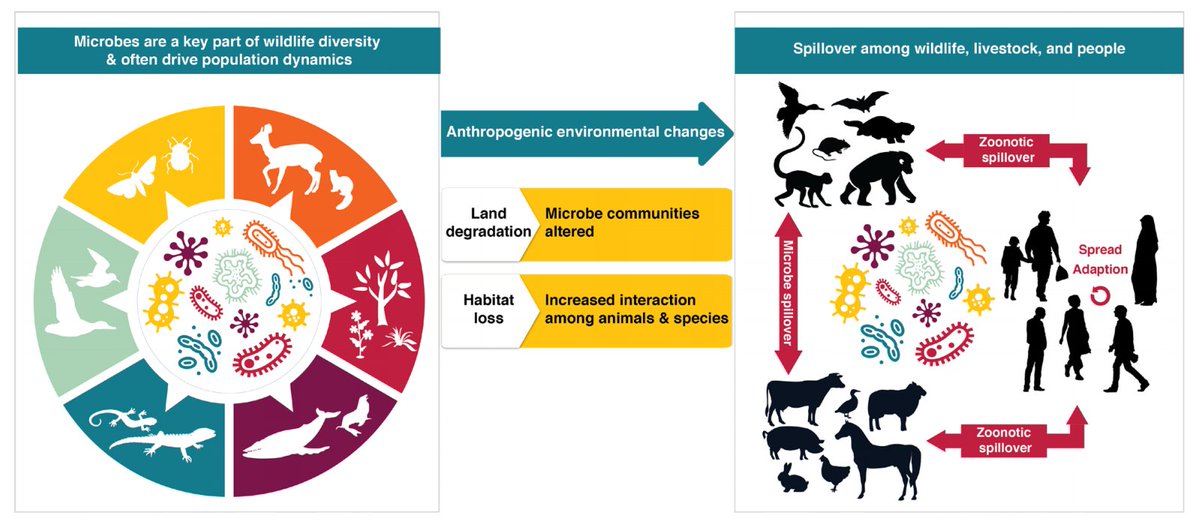 Microbes are a key part of wildlife diversity
& often drive population dynamics
Anthropogenic environmental changes
Land
degradation
Microbe communities
altered
Habitat
loss
Increased interaction
among animals & species
Spillover among wildlife, livestock, and people
Zoonotic
spillover
Microbe spillover
Spread
Adaption
Zoonotic
spillover